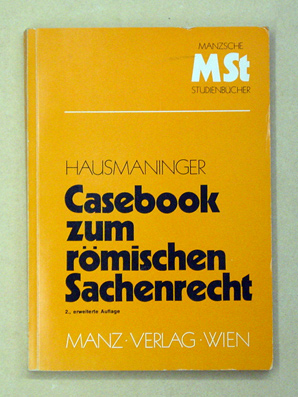 MANZSCHE
MSt
STUDIENBÜCHER
HAUSMANINGER
Casebook
zum
römischen
Sachenrecht
2., erweiterte Auflage
MANZ · VERLAG · WIEN